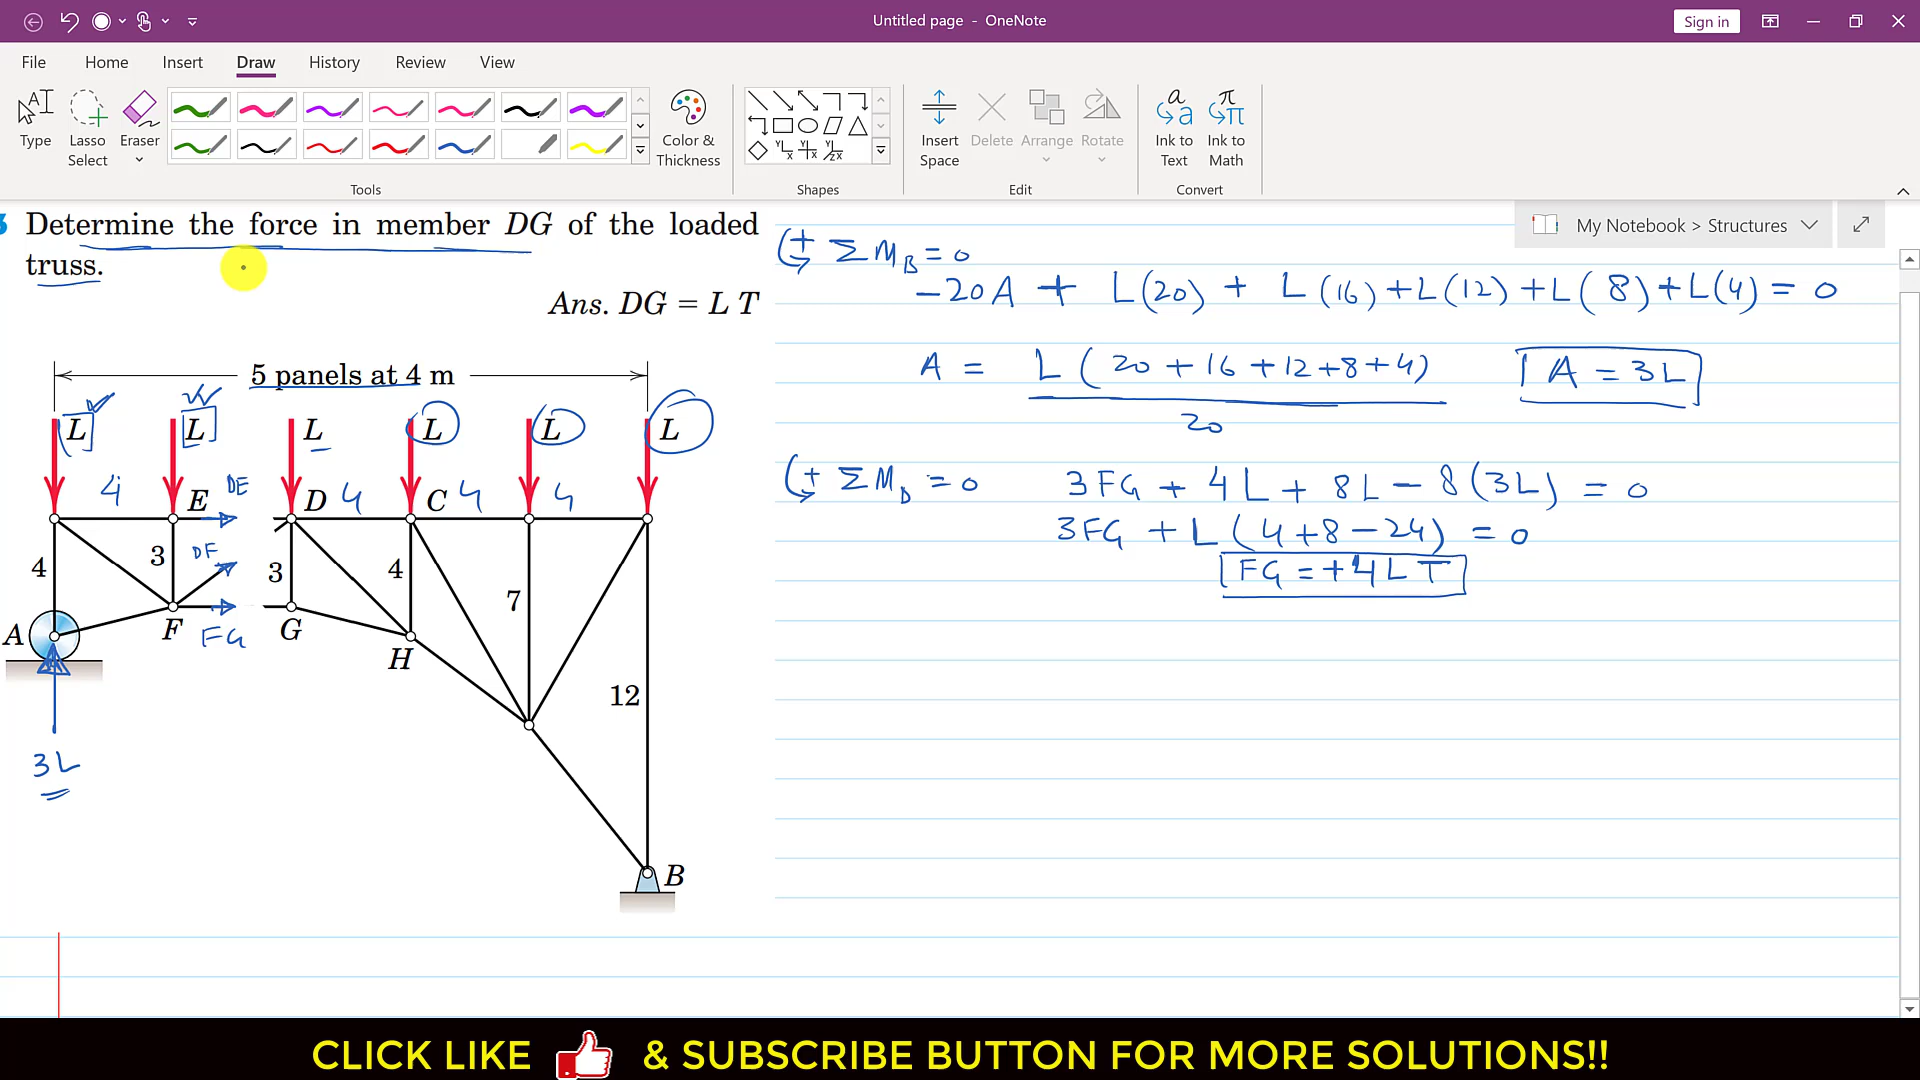 Untitled page - OneNote
Sign in
File Home Insert Draw History Review View
Type
Lasso Select
Eraser
Color & Thickness
Insert Space
Delete
Arrange
Rotate
Ink to Text
Ink to Math
Tools
Shapes
Edit
Convert
My Notebook > Structures
Determine the force in member DG of the loaded
truss.
Ans. DG = L T
5 panels at 4 m
L L L L L L
4 E DE D 4 C 4 4
4 3 DF 3 4 7
A F FG G H
12
3L
B
(+ ΣM_B = 0
-20A + L(20) + L(16) + L(12) + L(8) + L(4) = 0
A = L(20+16+12+8+4) / 20
A = 3L
(+ ΣM_D = 0 3FG + 4L + 8L - 8(3L) = 0
3FG + L(4+8-24) = 0
FG = +4L T
CLICK LIKE & SUBSCRIBE BUTTON FOR MORE SOLUTIONS!!